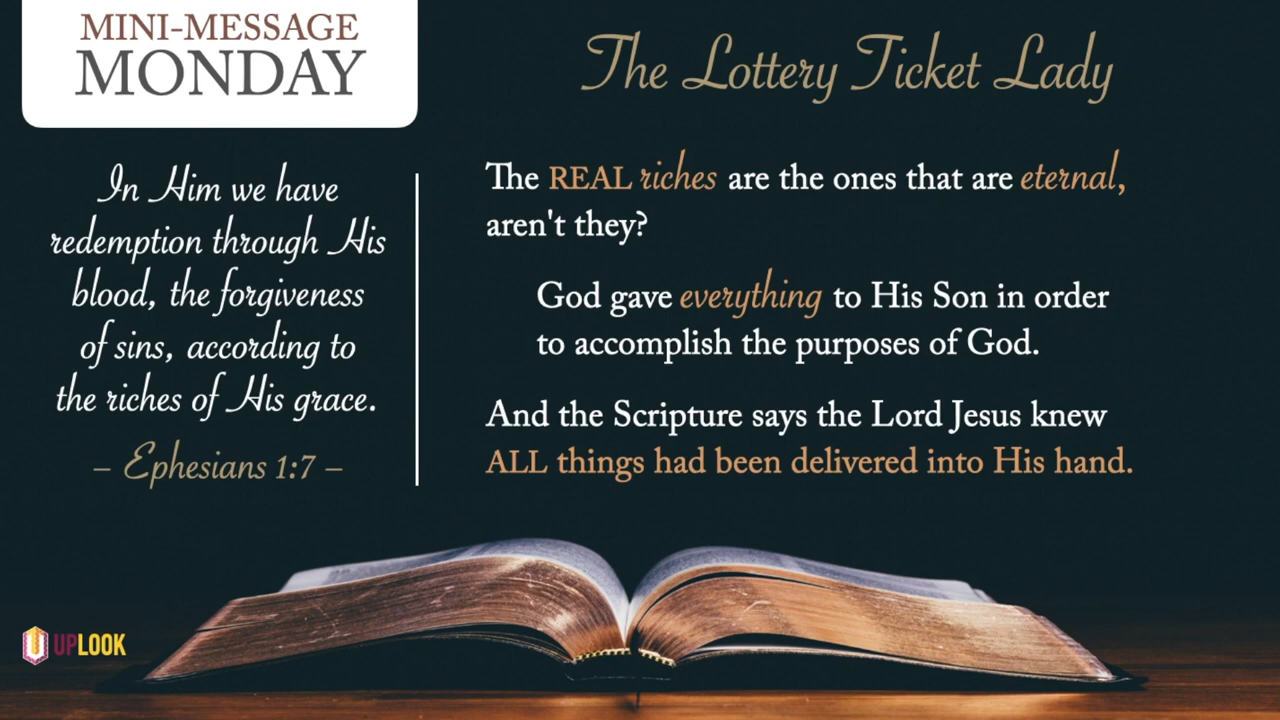 MINI-MESSAGE
MONDAY
The Lottery Ticket Lady
In Him we have
redemption through His
blood, the forgiveness
of sins, according to
the riches of His grace.
– Ephesians 1:7 –
The REAL riches are the ones that are eternal,
aren't they?
God gave everything to His Son in order
to accomplish the purposes of God.
And the Scripture says the Lord Jesus knew
ALL things had been delivered into His hand.
UPLOOK